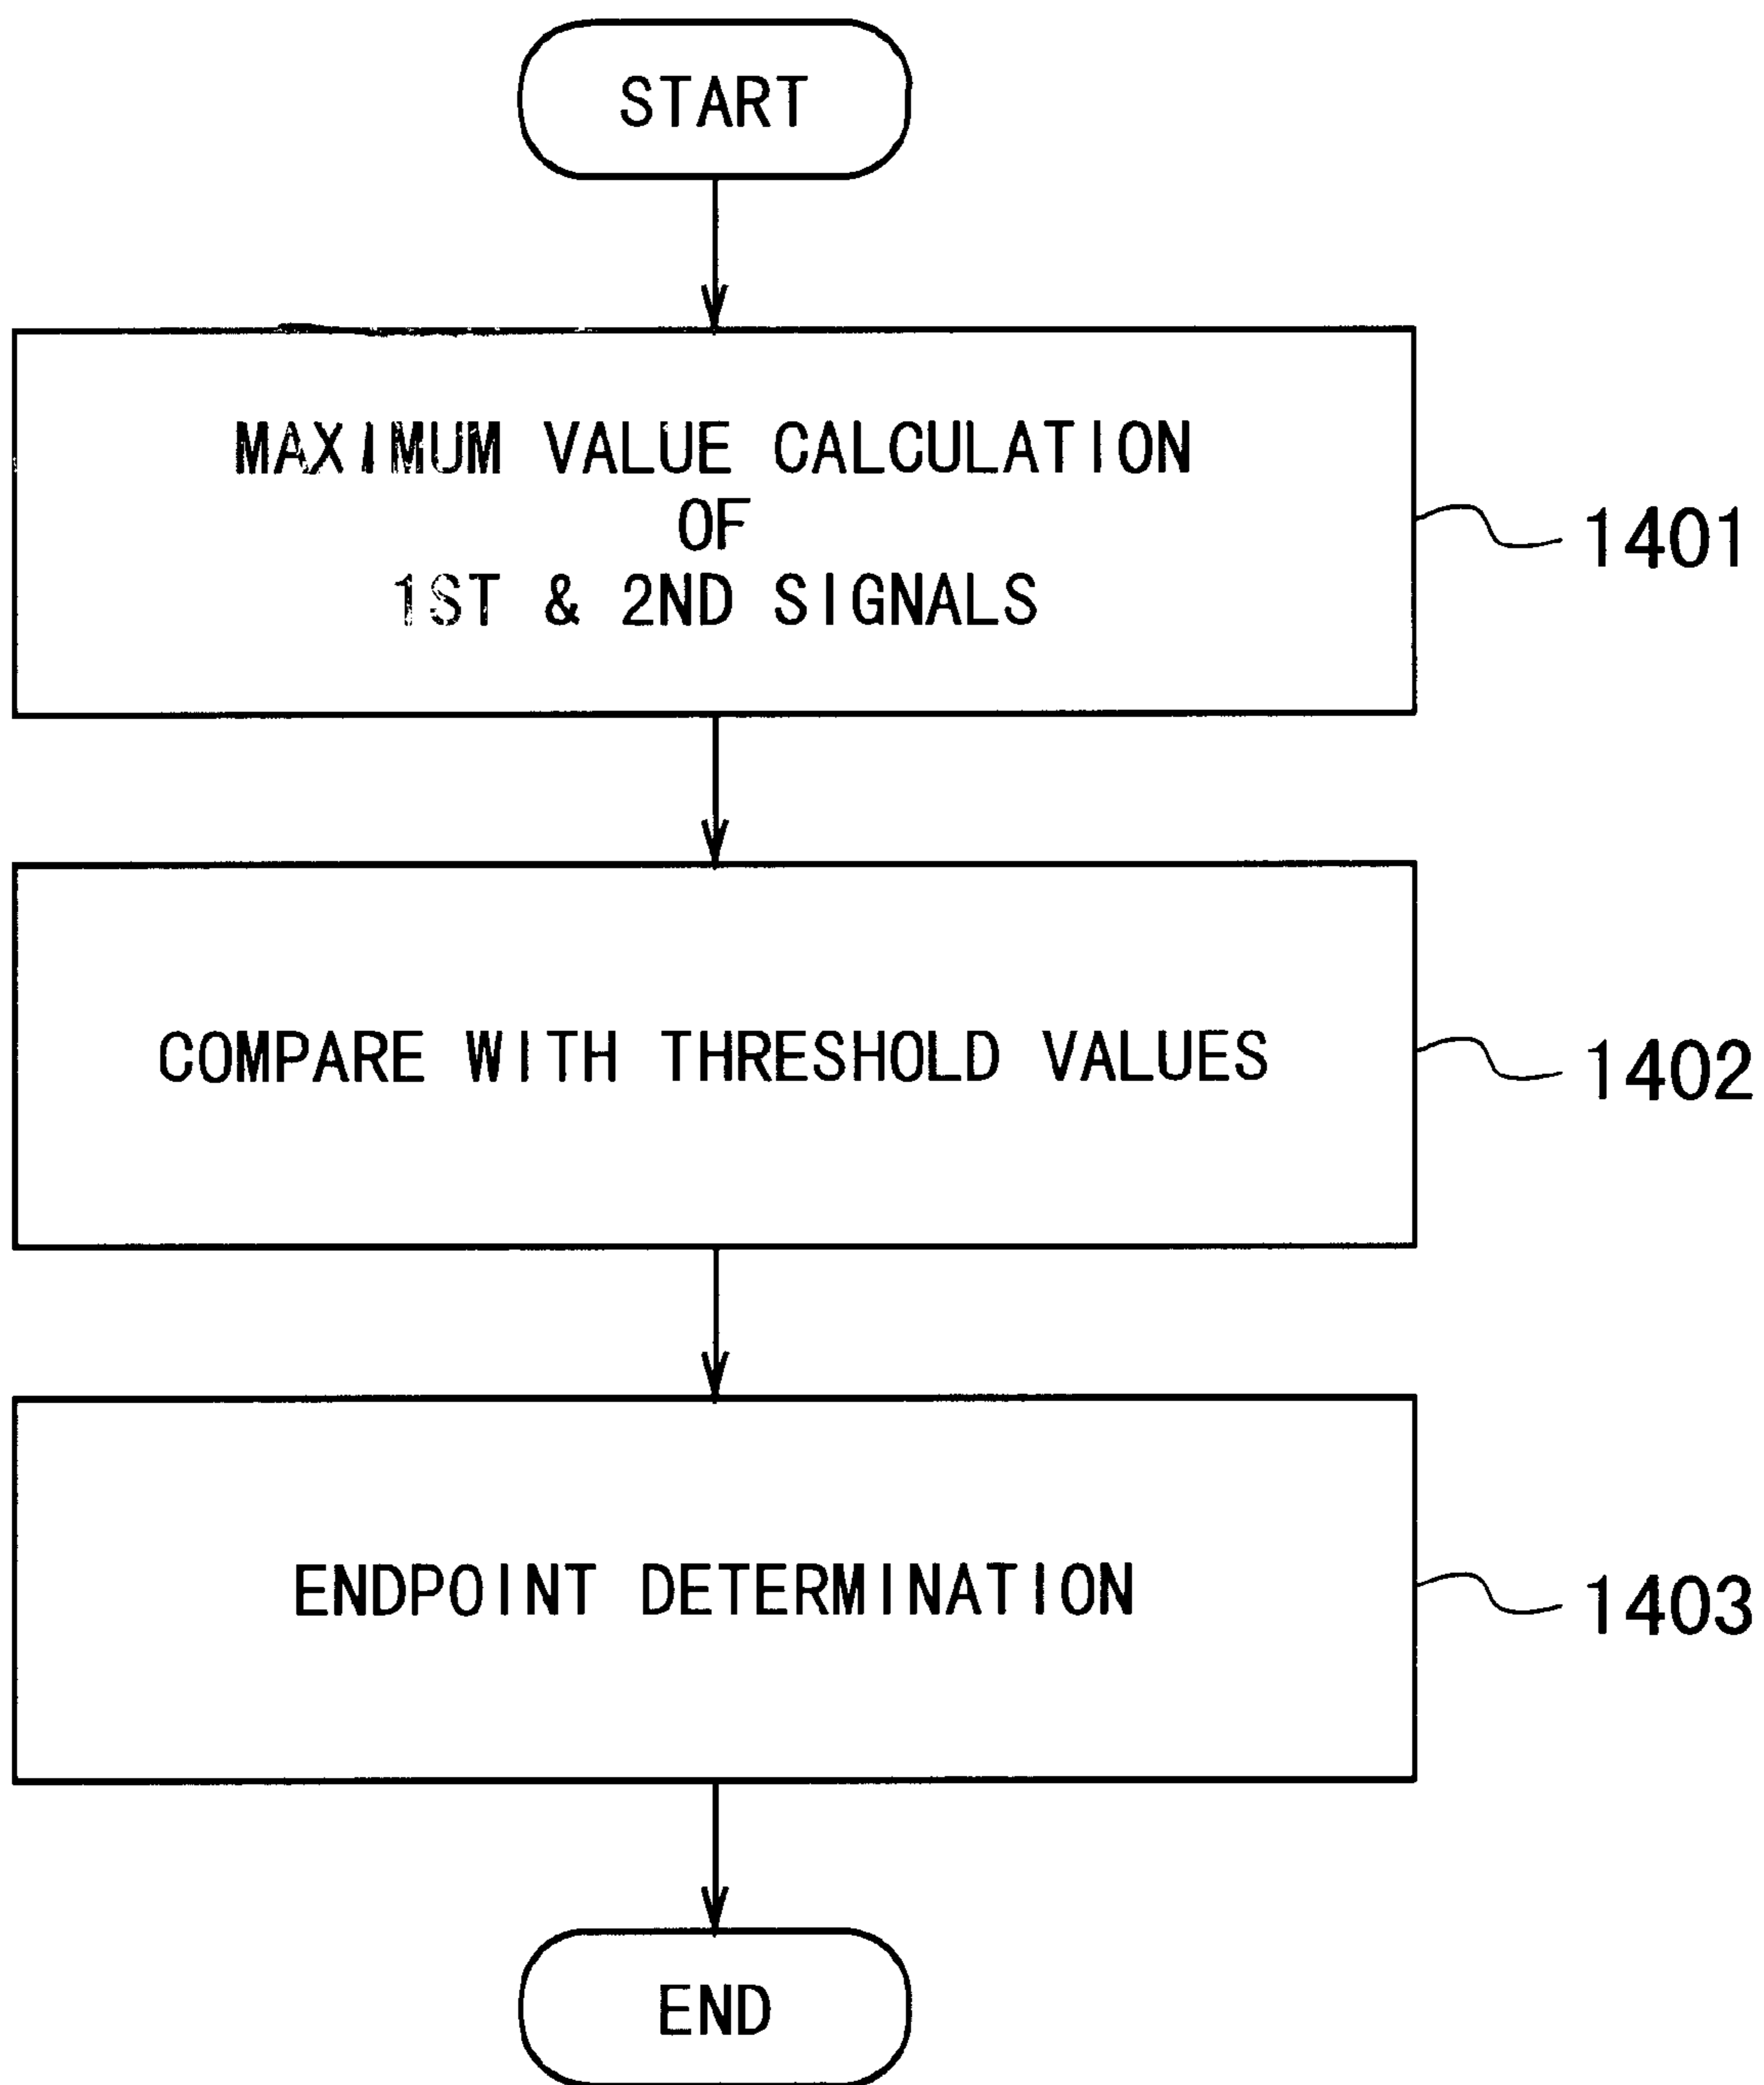 START
MAXIMUM VALUE CALCULATION
OF
1ST & 2ND SIGNALS
1401
COMPARE WITH THRESHOLD VALUES
1402
ENDPOINT DETERMINATION
1403
END